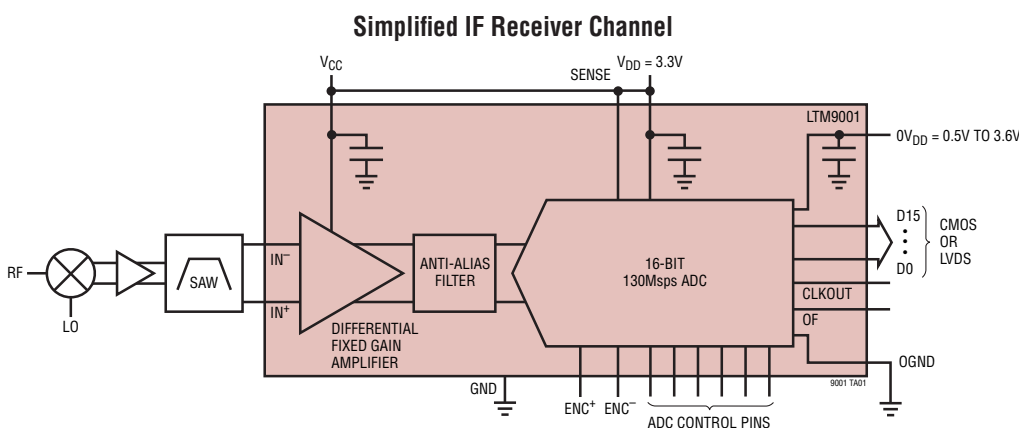 Simplified IF Receiver Channel
VCC
SENSE
VDD = 3.3V
LTM9001
0VDD = 0.5V TO 3.6V
RF
LO
SAW
IN−
IN+
DIFFERENTIAL
FIXED GAIN
AMPLIFIER
ANTI-ALIAS
FILTER
16-BIT
130Msps ADC
D15
•
•
•
D0
CMOS
OR
LVDS
CLKOUT
OF
OGND
GND
ENC+
ENC−
ADC CONTROL PINS
9001 TA01